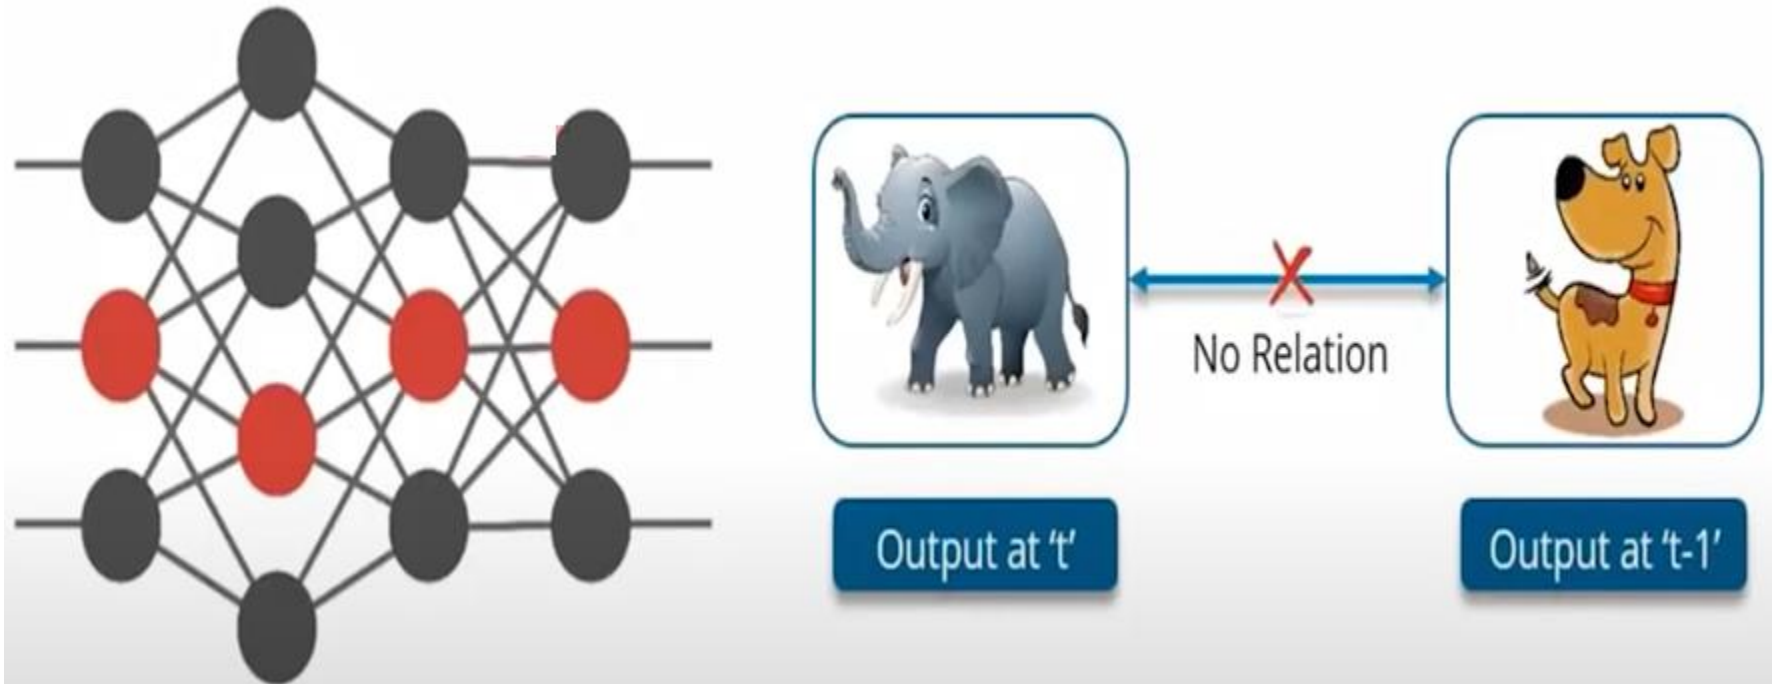 No Relation
Output at ‘t’
Output at ‘t-1’